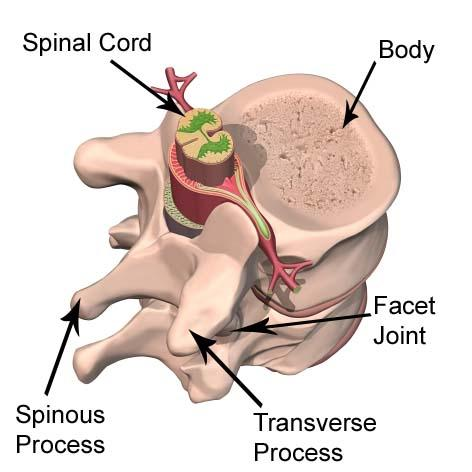 Spinal Cord
Body
Facet
Joint
Spinous
Process
Transverse
Process